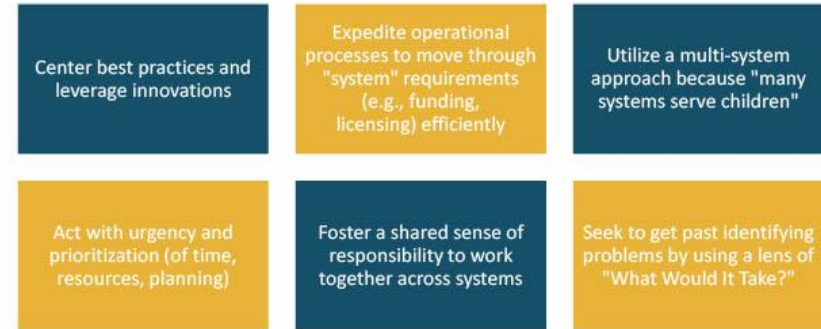 Center best practices and
leverage innovations
Expedite operational
processes to move through
"system" requirements
(e.g., funding,
licensing) efficiently
Utilize a multi-system
approach because "many
systems serve children"
Act with urgency and
prioritization (of time,
resources, planning)
Foster a shared sense of
responsibility to work
together across systems
Seek to get past identifying
problems by using a lens of
"What Would It Take?"